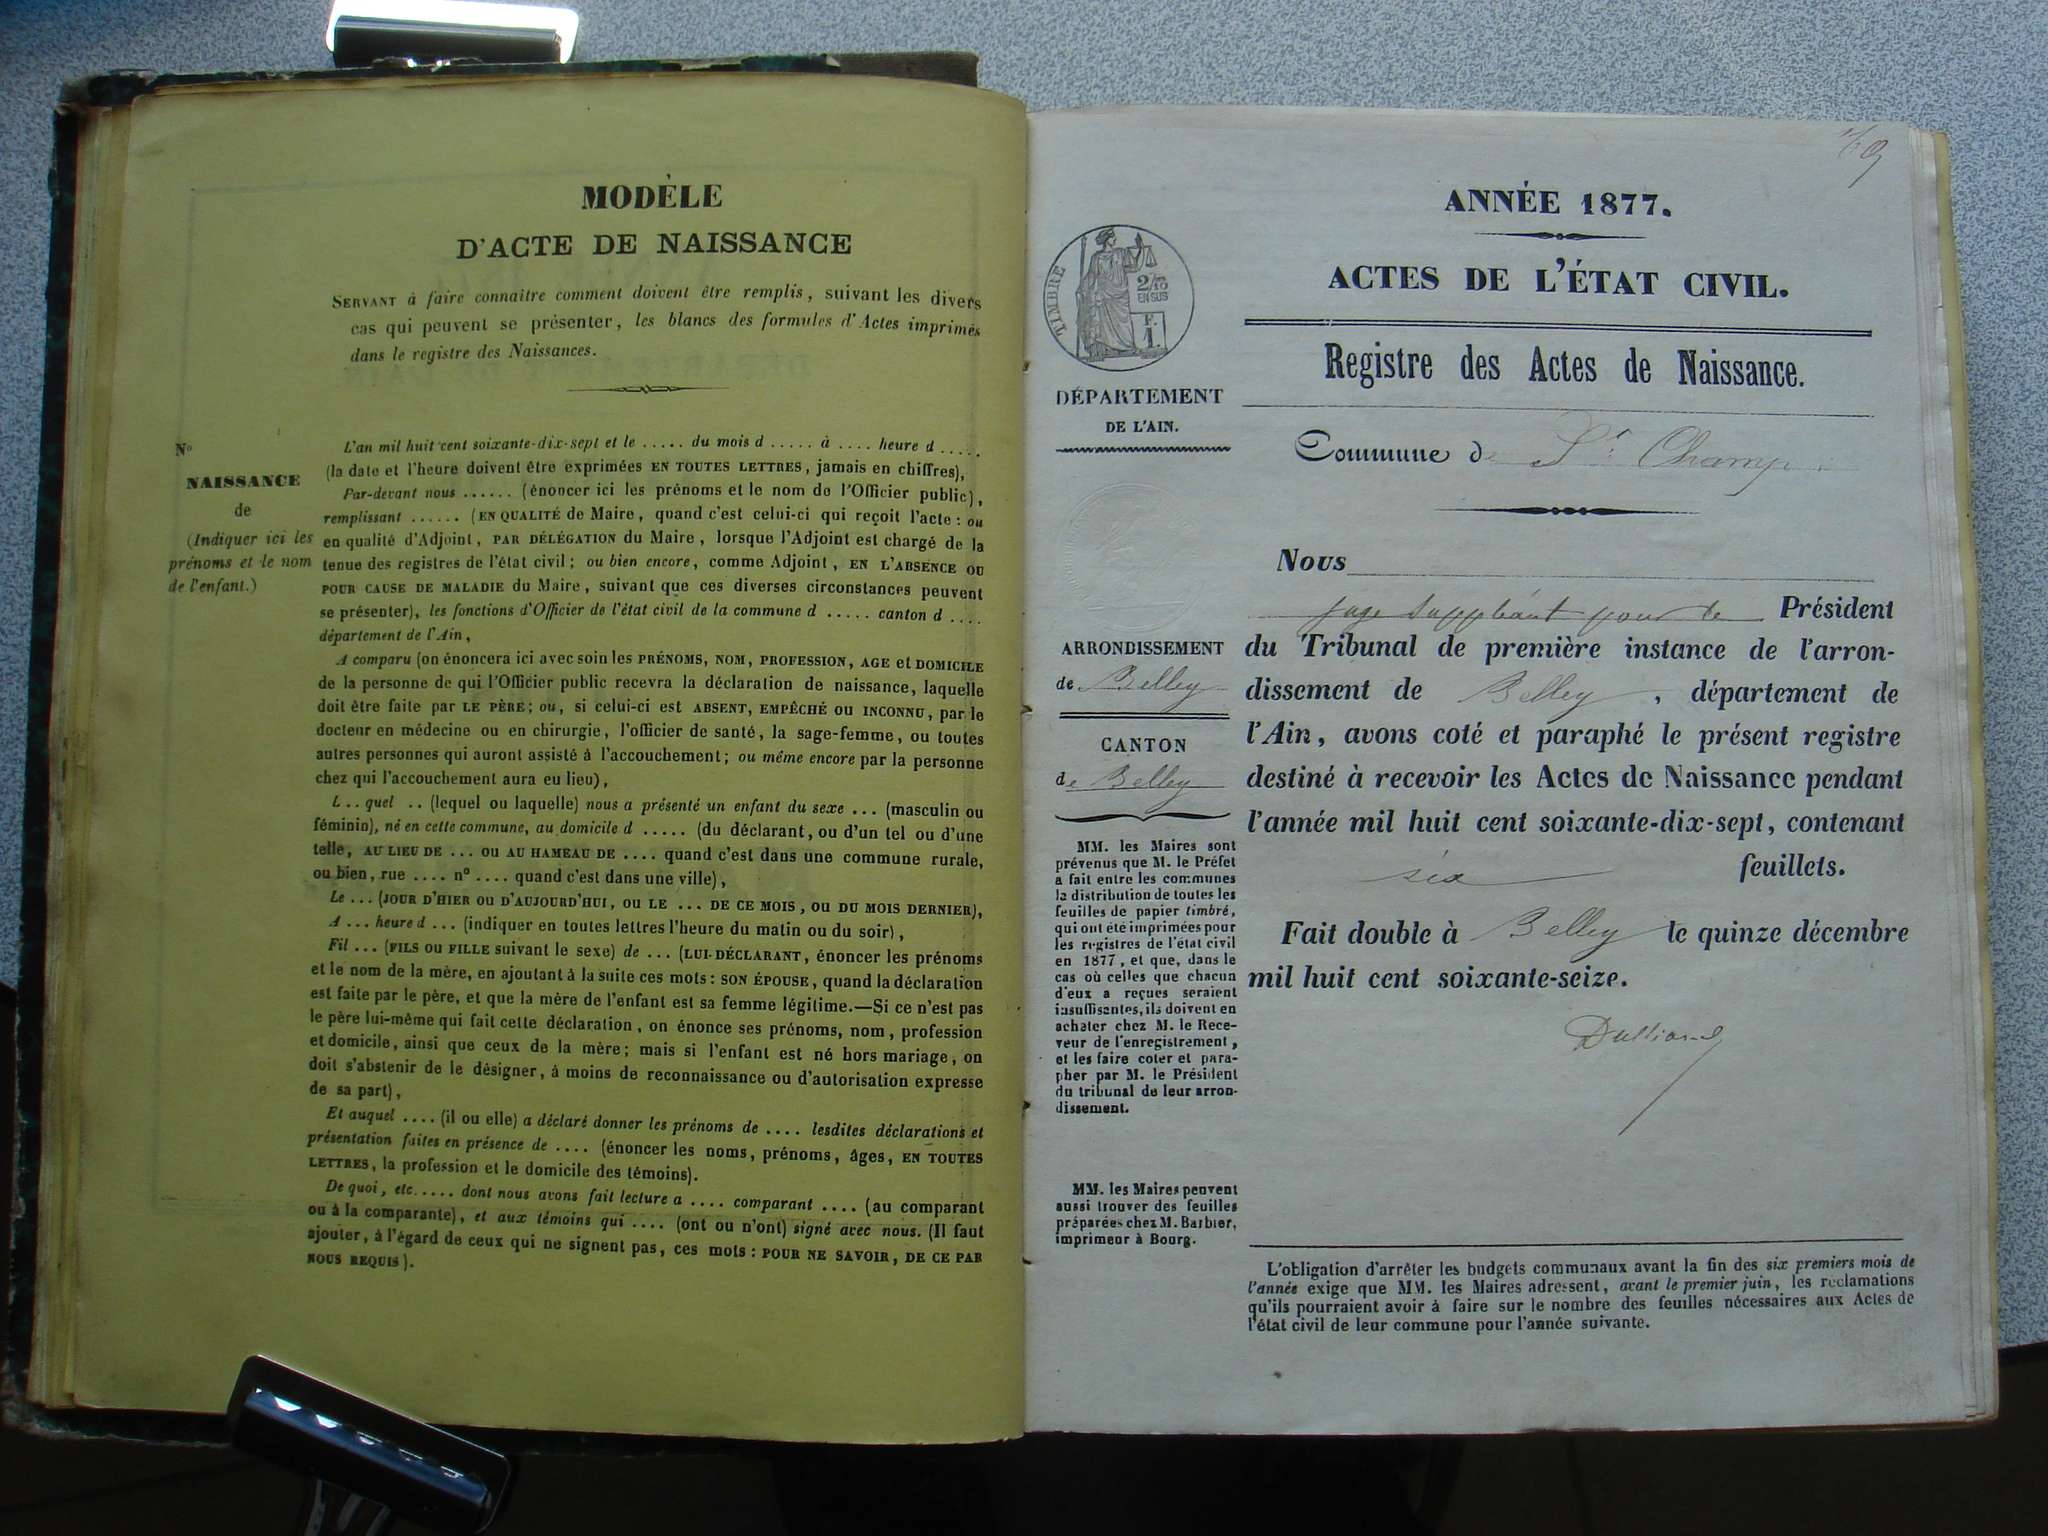 MODÈLE
D'ACTE DE NAISSANCE
SERVANT à faire connaître comment doivent être remplis, suivant les divers
cas qui peuvent se présenter, les blancs des formules d'Actes imprimés
dans le registre des Naissances.
N°
NAISSANCE
de
(Indiquer ici les
prénoms et le nom
de l'enfant.)
L'an mil huit cent soixante-dix-sept et le ..... du mois d ..... à .... heure d .....
(la date et l'heure doivent être exprimées EN TOUTES LETTRES, jamais en chiffres),
Par-devant nous ...... (énoncer ici les prénoms et le nom de l'Officier public),
remplissant ...... (EN QUALITÉ de Maire, quand c'est celui-ci qui reçoit l'acte: ou
en qualité d'Adjoint, PAR DÉLÉGATION du Maire, lorsque l'Adjoint est chargé de la
tenue des registres de l'état civil; ou bien encore, comme Adjoint, EN L'ABSENCE OU
POUR CAUSE DE MALADIE du Maire, suivant que ces diverses circonstances peuvent
se présenter), les fonctions d'Officier de l'état civil de la commune d ..... canton d ....
département de l'Ain,
A comparu (on énoncera ici avec soin les PRÉNOMS, NOM, PROFESSION, AGE et DOMICILE
de la personne de qui l'Officier public recevra la déclaration de naissance, laquelle
doit être faite par LE PÈRE; ou, si celui-ci est ABSENT, EMPÊCHÉ OU INCONNU, par le
docteur en médecine ou en chirurgie, l'officier de santé, la sage-femme, ou toutes
autres personnes qui auront assisté à l'accouchement; ou même encore par la personne
chez qui l'accouchement aura eu lieu),
L .. quel .. (lequel ou laquelle) nous a présenté un enfant du sexe ... (masculin ou
féminin), né en cette commune, au domicile d ..... (du déclarant, ou d'un tel ou d'une
telle, AU LIEU DE ... OU AU HAMEAU DE .... quand c'est dans une commune rurale,
ou bien, rue .... n° .... quand c'est dans une ville),
Le ... (JOUR D'HIER OU D'AUJOURD'HUI, OU LE ... DE CE MOIS, OU DU MOIS DERNIER),
A ... heure d ... (indiquer en toutes lettres l'heure du matin ou du soir),
Fil ... (FILS OU FILLE suivant le sexe) de ... (LUI-DÉCLARANT, énoncer les prénoms
et le nom de la mère, en ajoutant à la suite ces mots: SON ÉPOUSE, quand la déclaration
est faite par le père, et que la mère de l'enfant est sa femme légitime.—Si ce n'est pas
le père lui-même qui fait cette déclaration, on énonce ses prénoms, nom, profession
et domicile, ainsi que ceux de la mère; mais si l'enfant est né hors mariage, on
doit s'abstenir de le désigner, à moins de reconnaissance ou d'autorisation expresse
de sa part),
Et auquel .... (il ou elle) a déclaré donner les prénoms de .... lesdites déclarations et
présentation faites en présence de .... (énoncer les noms, prénoms, âges, EN TOUTES
LETTRES, la profession et le domicile des témoins).
De quoi, etc..... dont nous avons fait lecture a .... comparant .... (au comparant
ou à la comparante), et aux témoins qui .... (ont ou n'ont) signé avec nous. (Il faut
ajouter, à l'égard de ceux qui ne signent pas, ces mots: POUR NE SAVOIR, DE CE PAR
NOUS REQUIS).
ANNÉE 1877.
ACTES DE L'ÉTAT CIVIL.
Registre des Actes de Naissance.
TIMBRE
2/10
EN SUS
F.
1.
DÉPARTEMENT
DE L'AIN.
Commune de St Champ
Nous
juge suppléant pour le Président
du Tribunal de première instance de l'arron-
dissement de Belley, département de
l'Ain, avons coté et paraphé le présent registre
destiné à recevoir les Actes de Naissance pendant
l'année mil huit cent soixante-dix-sept, contenant
six feuillets.
Fait double à Belley le quinze décembre
mil huit cent soixante-seize.
ARRONDISSEMENT
de Belley
CANTON
de Belley
MM. les Maires sont
prévenus que M. le Préfet
a fait entre les communes
la distribution de toutes les
feuilles de papier timbré,
qui ont été imprimées pour
les registres de l'état civil
en 1877, et que, dans le
cas où celles que chacun
d'eux a reçues seraient
insuffisantes, ils doivent en
acheter chez M. le Rece-
veur de l'enregistrement,
et les faire coter et para-
pher par M. le Président
du tribunal de leur arron-
dissement.
MM. les Maires peuvent
aussi trouver des feuilles
préparées chez M. Barbier,
imprimeur à Bourg.
L'obligation d'arrêter les budgets communaux avant la fin des six premiers mois de
l'année exige que MM. les Maires adressent, avant le premier juin, les réclamations
qu'ils pourraient avoir à faire sur le nombre des feuilles nécessaires aux Actes de
l'état civil de leur commune pour l'année suivante.